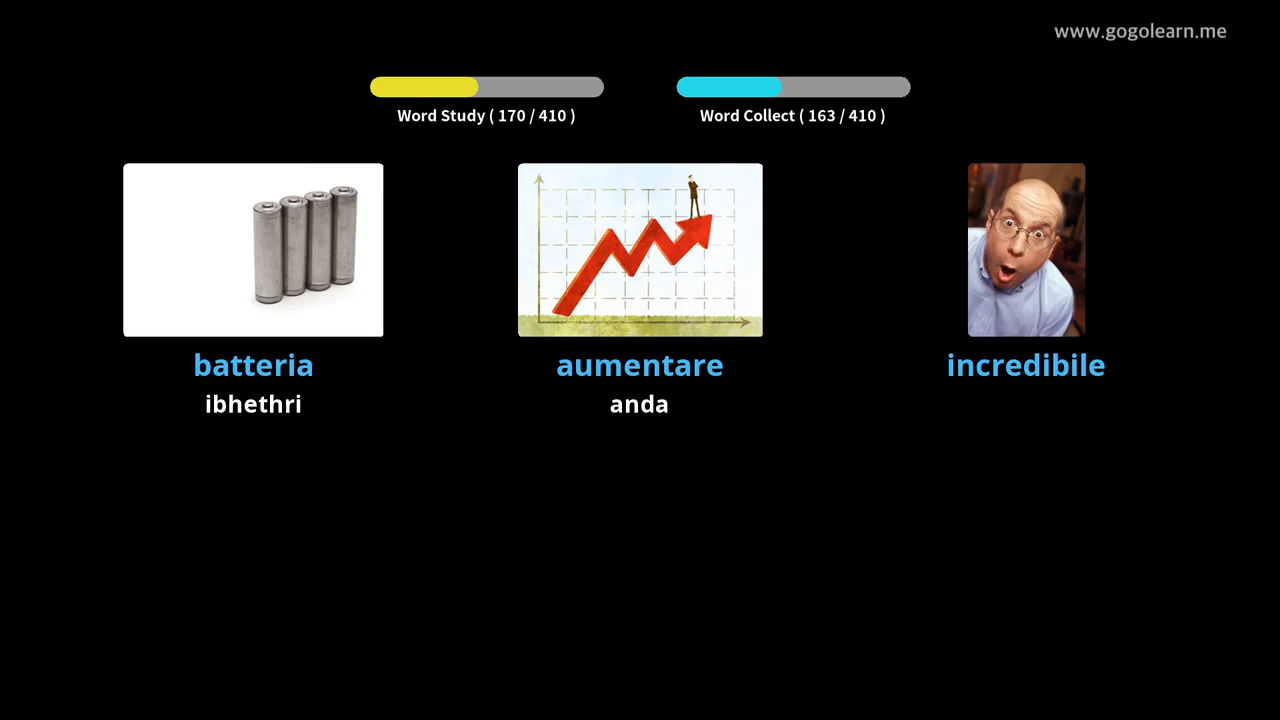 www.gogolearn.me
Word Study ( 170 / 410 )
Word Collect ( 163 / 410 )
batteria
aumentare
incredibile
ibhethri
anda